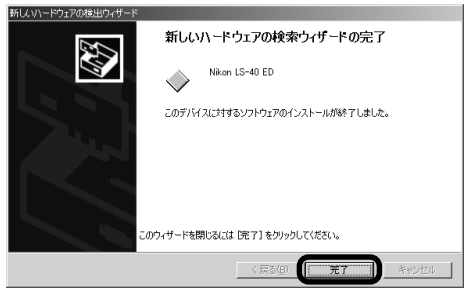 新しいハードウェアの検出ウィザード
新しいハードウェアの検索ウィザードの完了
Nikon LS-40 ED
このデバイスに対するソフトウェアのインストールが終了しました。
このウィザードを閉じるには [完了] をクリックしてください。
< 戻る(B) 完了 キャンセル